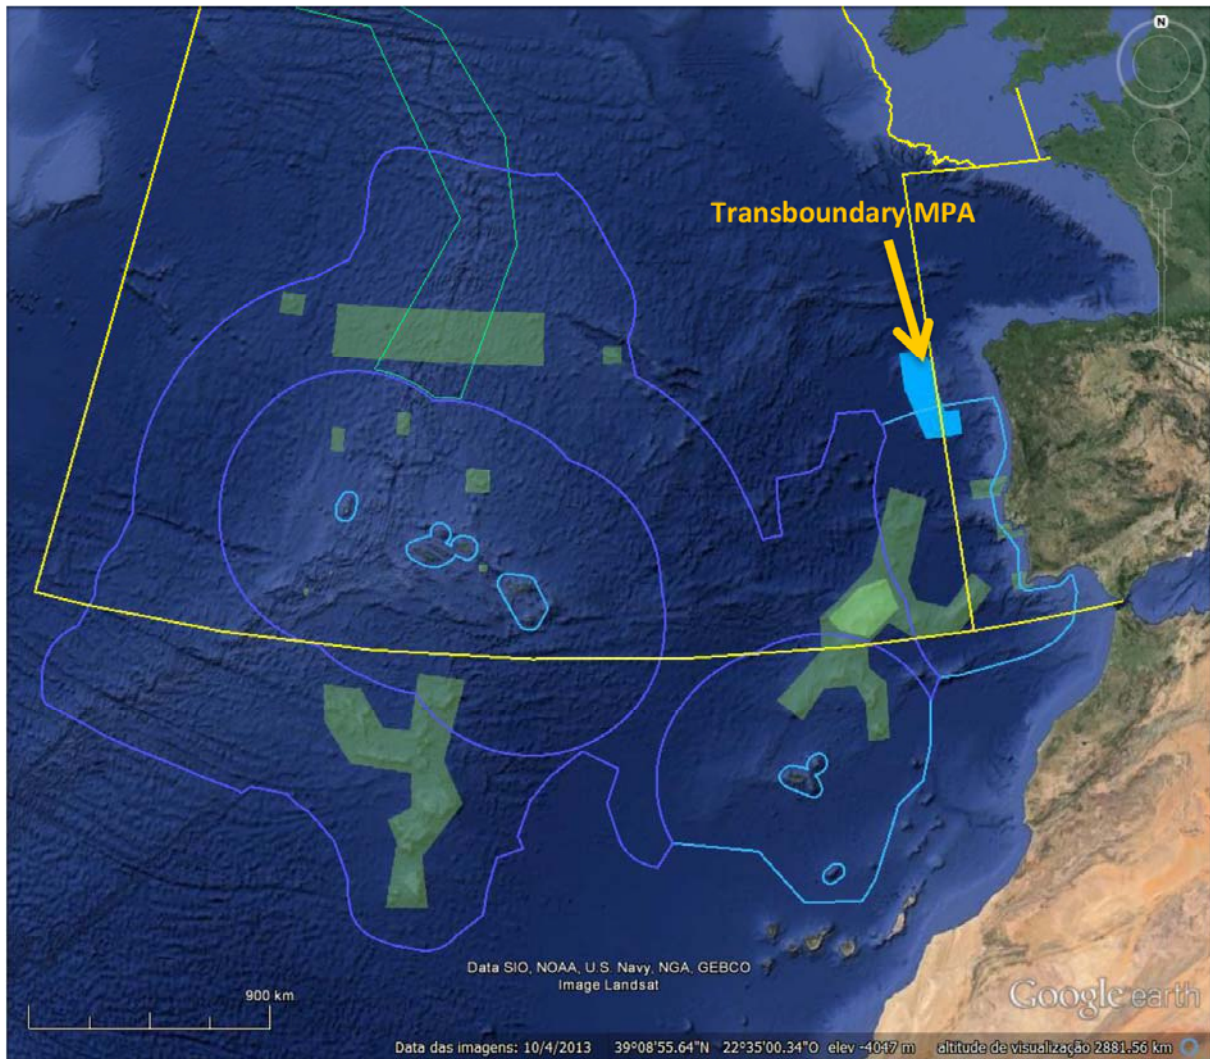 N
Transboundary MPA
Data SIO, NOAA, U.S. Navy, NGA, GEBCO
Image Landsat
900 km
Google earth
Data das imagens: 10/4/2013 39°08'55.64"N 22°35'00.34"O elev -4047 m altitude de visualização 2881.56 km